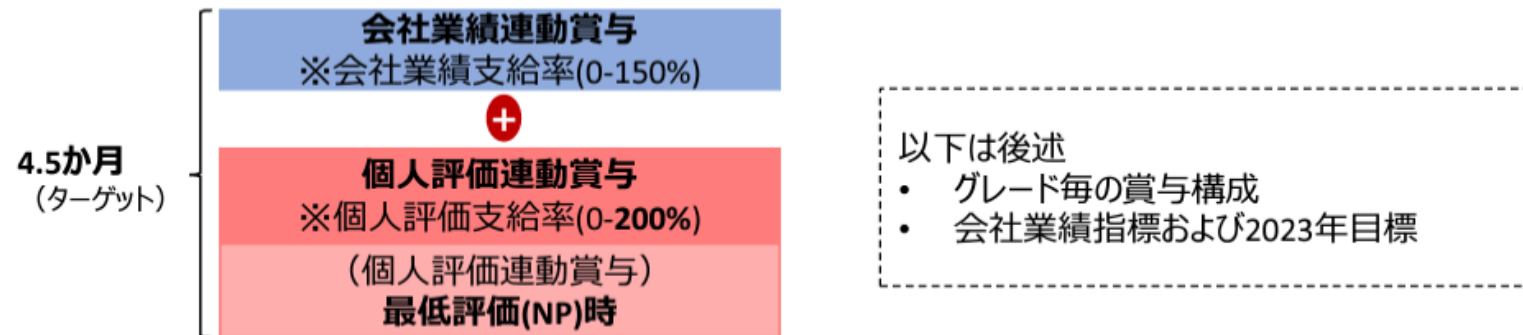 会社業績連動賞与
※会社業績支給率(0-150%)
+
4.5か月
（ターゲット）
個人評価連動賞与
※個人評価支給率(0-200%)
（個人評価連動賞与）
最低評価(NP)時
以下は後述
• グレード毎の賞与構成
• 会社業績指標および2023年目標